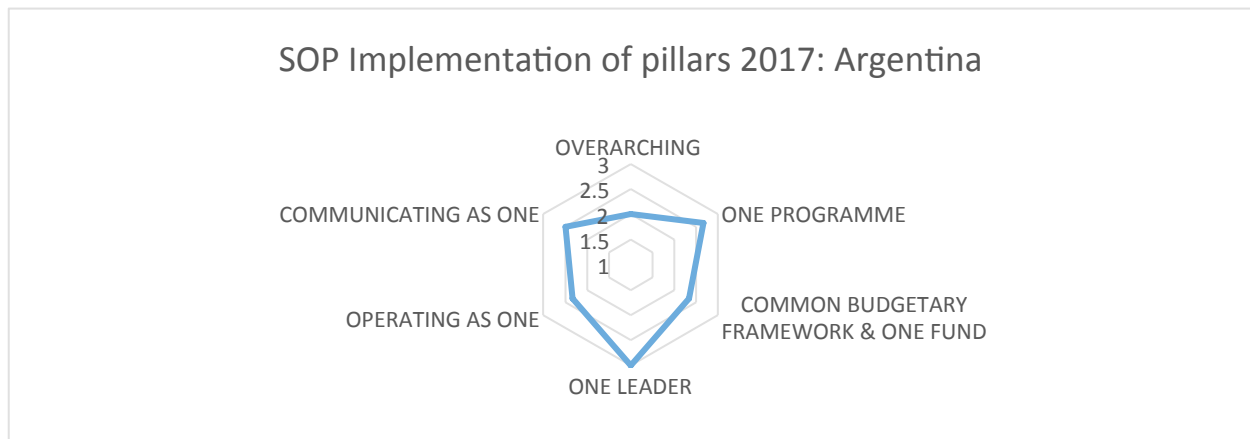 SOP Implementation of pillars 2017: Argentina
OVERARCHING
3
2.5
2
1.5
1
ONE PROGRAMME
COMMON BUDGETARY
FRAMEWORK & ONE FUND
ONE LEADER
OPERATING AS ONE
COMMUNICATING AS ONE